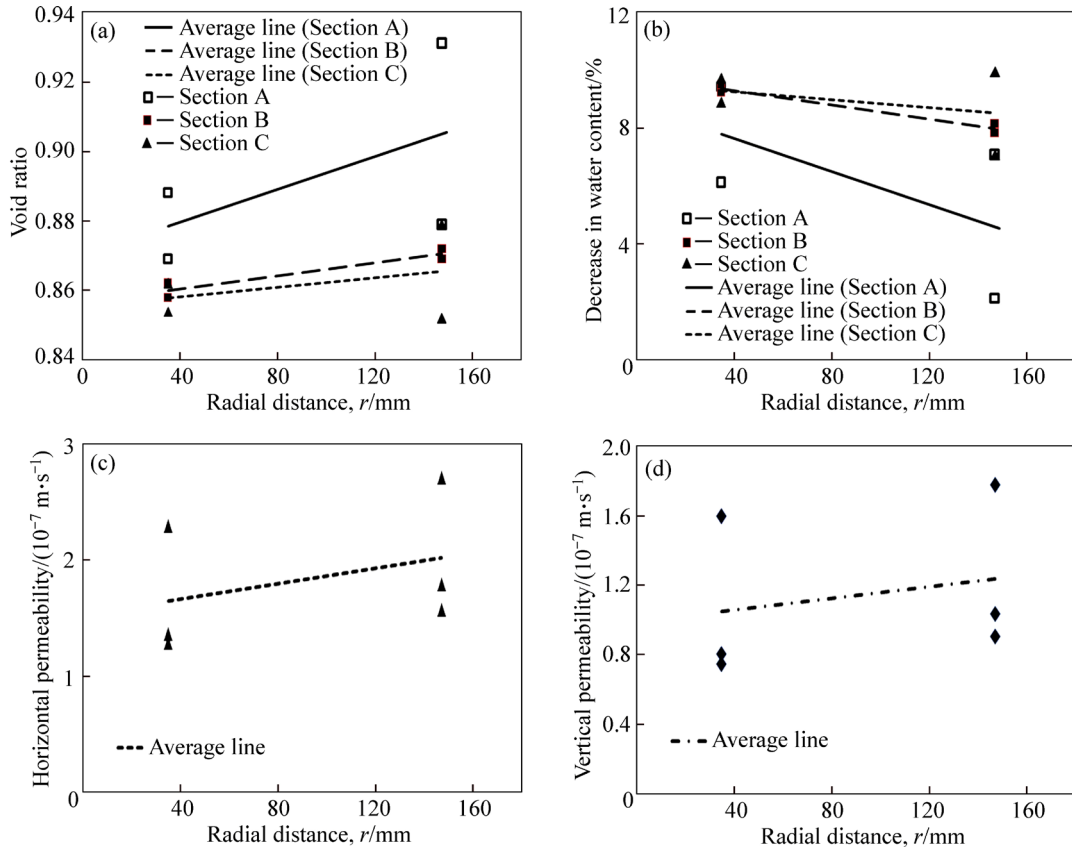 (a)
Average line (Section A)
Average line (Section B)
Average line (Section C)
Section A
Section B
Section C
0.94
0.92
0.90
0.88
0.86
0.84
Void ratio
0
40
80
120
160
Radial distance, r/mm
(b)
12
8
4
0
Decrease in water content/%
Section A
Section B
Section C
Average line (Section A)
Average line (Section B)
Average line (Section C)
40
80
120
160
Radial distance, r/mm
(c)
3
2
1
0
Horizontal permeability/(10⁻⁷ m·s⁻¹)
Average line
40
80
120
160
Radial distance, r/mm
(d)
2.0
1.6
1.2
0.8
0.4
0
Vertical permeability/(10⁻⁷ m·s⁻¹)
Average line
40
80
120
160
Radial distance, r/mm